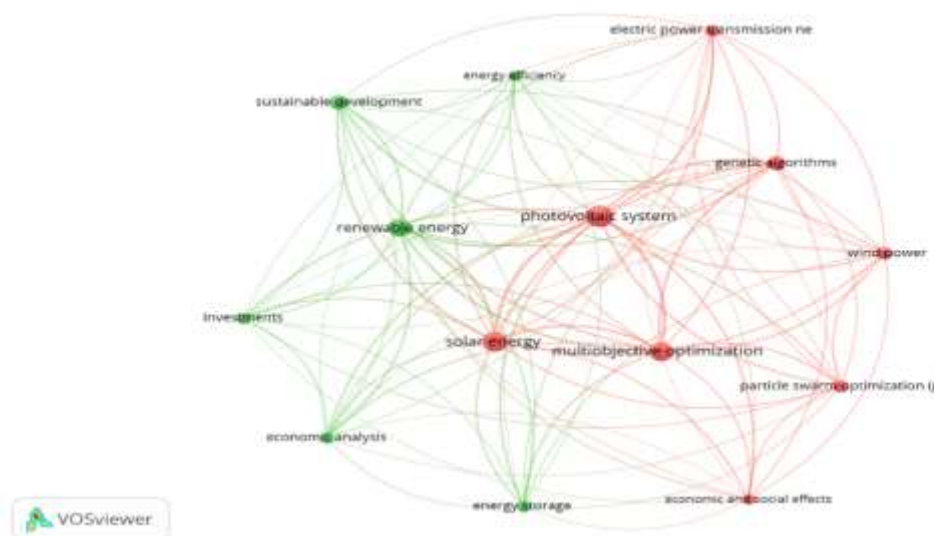 electric power transmission ne
energy efficiency
sustainable development
genetic algorithms
photovoltaic system
renewable energy
wind power
investments
solar energy
multiobjective optimization
particle swarm optimization (p
economic analysis
economic and social effects
energy storage
VOSviewer